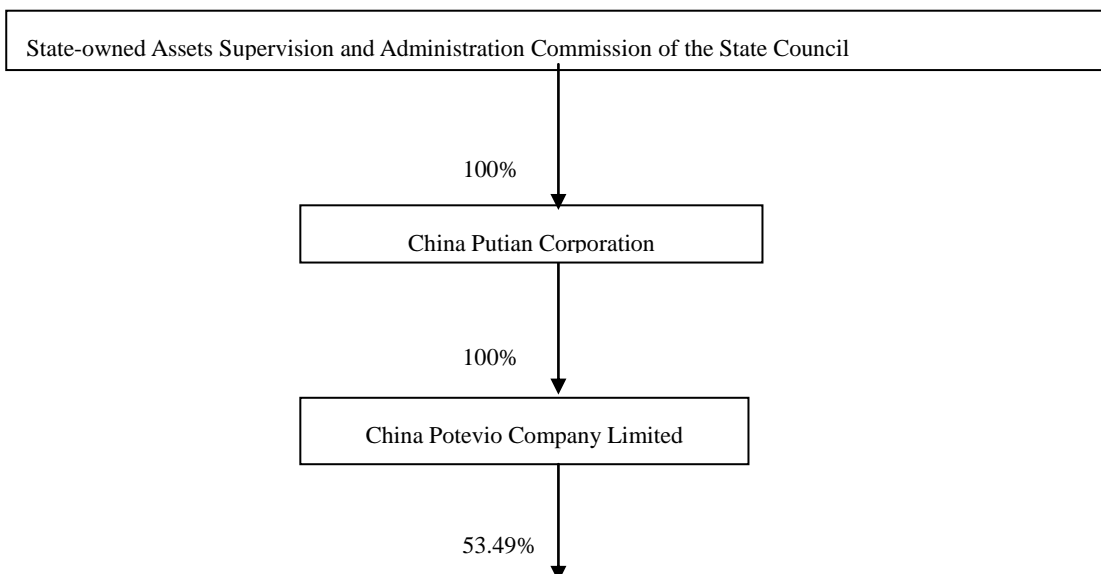 State-owned Assets Supervision and Administration Commission of the State Council
100%
China Putian Corporation
100%
China Potevio Company Limited
53.49%